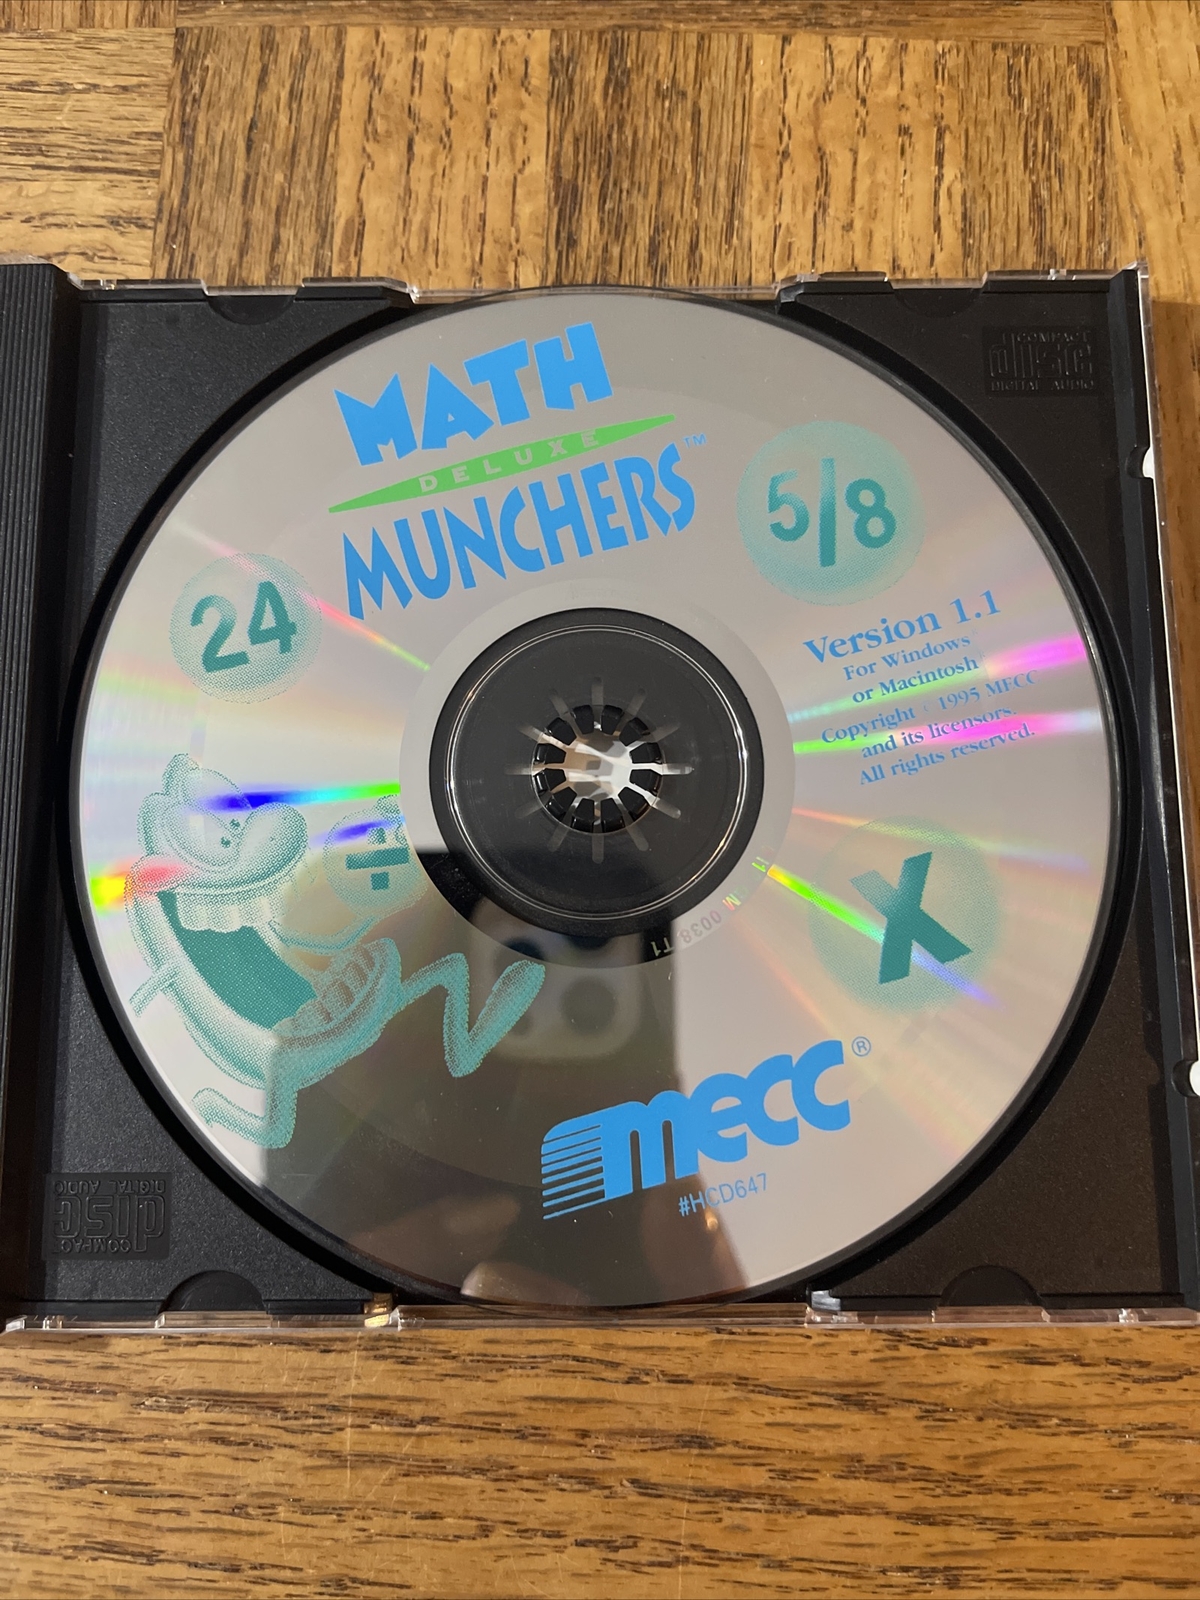 COMPACT
disc
DIGITAL AUDIO
MATH
DELUXE
MUNCHERS™
5/8
24
Version 1.1
For Windows
or Macintosh
Copyright © 1995 MECC
and its licensors.
All rights reserved.
÷
X
mecc®
#HCD647
COMPACT
disc
DIGITAL AUDIO